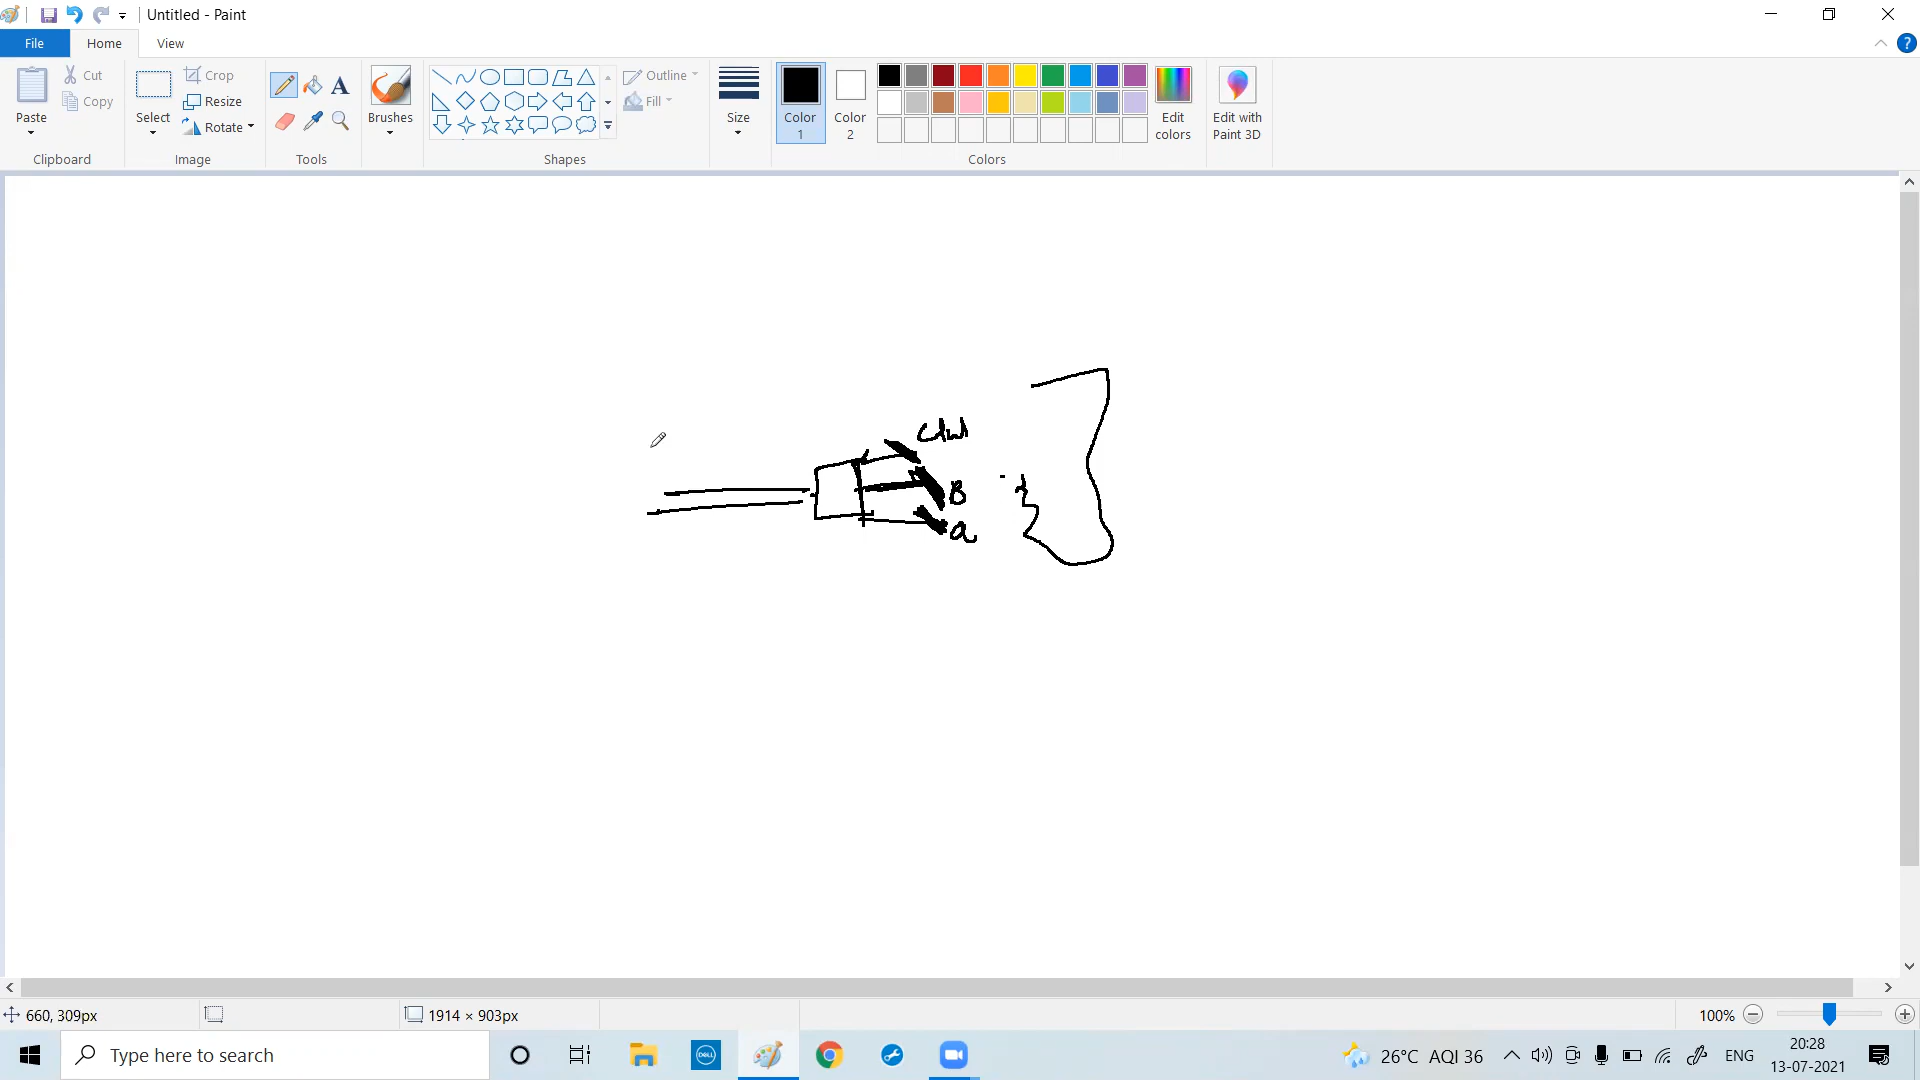 Untitled - Paint
File
Home
View
Paste
Cut
Copy
Clipboard
Select
Crop
Resize
Rotate
Image
A
Tools
Brushes
Shapes
Outline
Fill
Size
Color 1
Color 2
Colors
Edit colors
Edit with Paint 3D
B
a
660, 309px
1914 × 903px
100%
Type here to search
DELL
26°C AQI 36
ENG
20:28
13-07-2021